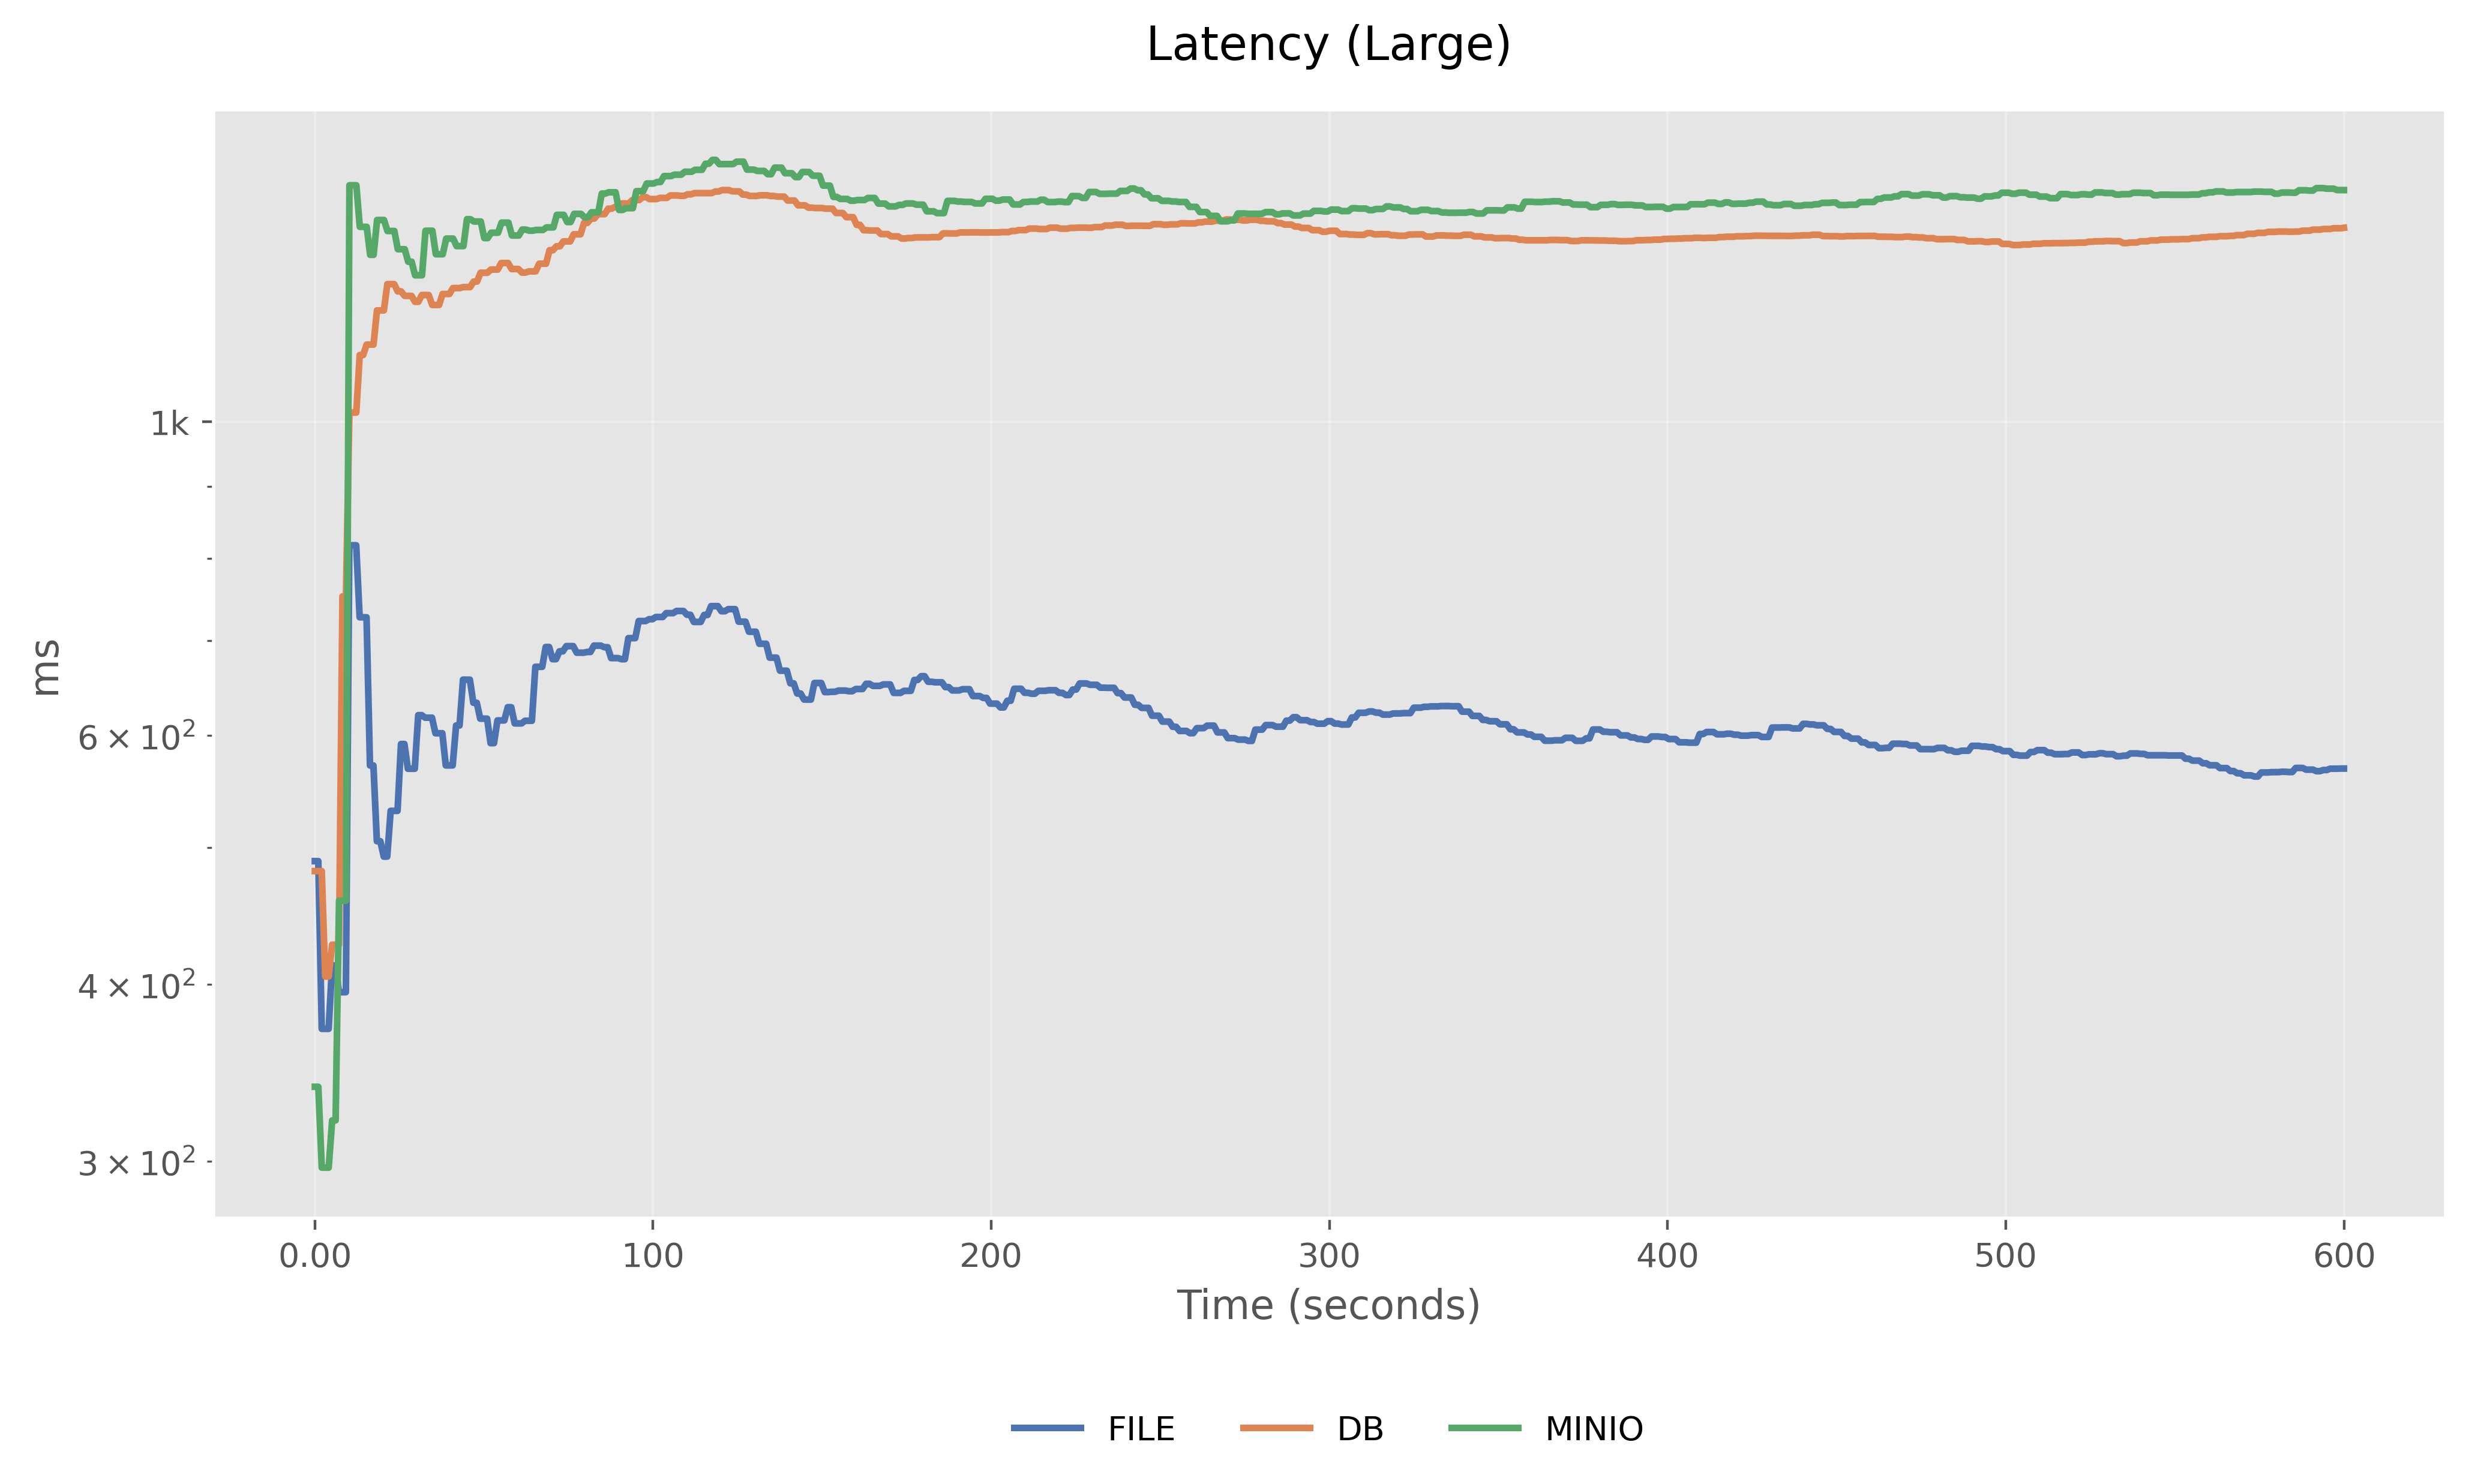 Latency (Large)
1k
6 × 10²
4 × 10²
3 × 10²
ms
0.00 100 200 300 400 500 600
Time (seconds)
FILE DB MINIO